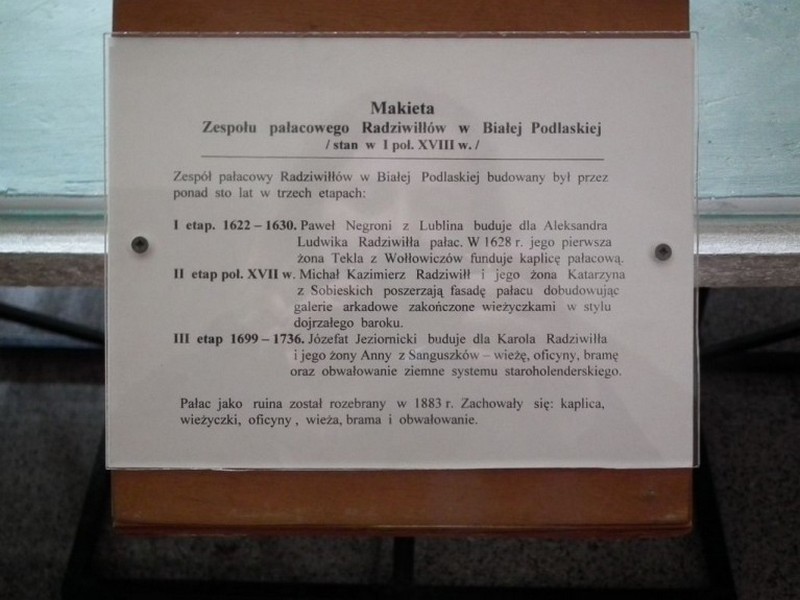 Makieta
Zespołu pałacowego Radziwiłłów w Białej Podlaskiej
/ stan w I poł. XVIII w. /
Zespół pałacowy Radziwiłłów w Białej Podlaskiej budowany był przez
ponad sto lat w trzech etapach:
I etap. 1622 – 1630. Paweł Negroni z Lublina buduje dla Aleksandra
Ludwika Radziwiłła pałac. W 1628 r. jego pierwsza
żona Tekla z Wołłowiczów funduje kaplicę pałacową.
II etap poł. XVII w. Michał Kazimierz Radziwiłł i jego żona Katarzyna
z Sobieskich poszerzają fasadę pałacu dobudowując
galerie arkadowe zakończone wieżyczkami w stylu
dojrzałego baroku.
III etap 1699 – 1736. Józefat Jeziornicki buduje dla Karola Radziwiłła
i jego żony Anny z Sanguszków – wieżę, oficyny, bramę
oraz obwałowanie ziemne systemu staroholenderskiego.
Pałac jako ruina został rozebrany w 1883 r. Zachowały się: kaplica,
wieżyczki, oficyny , wieża, brama i obwałowanie.